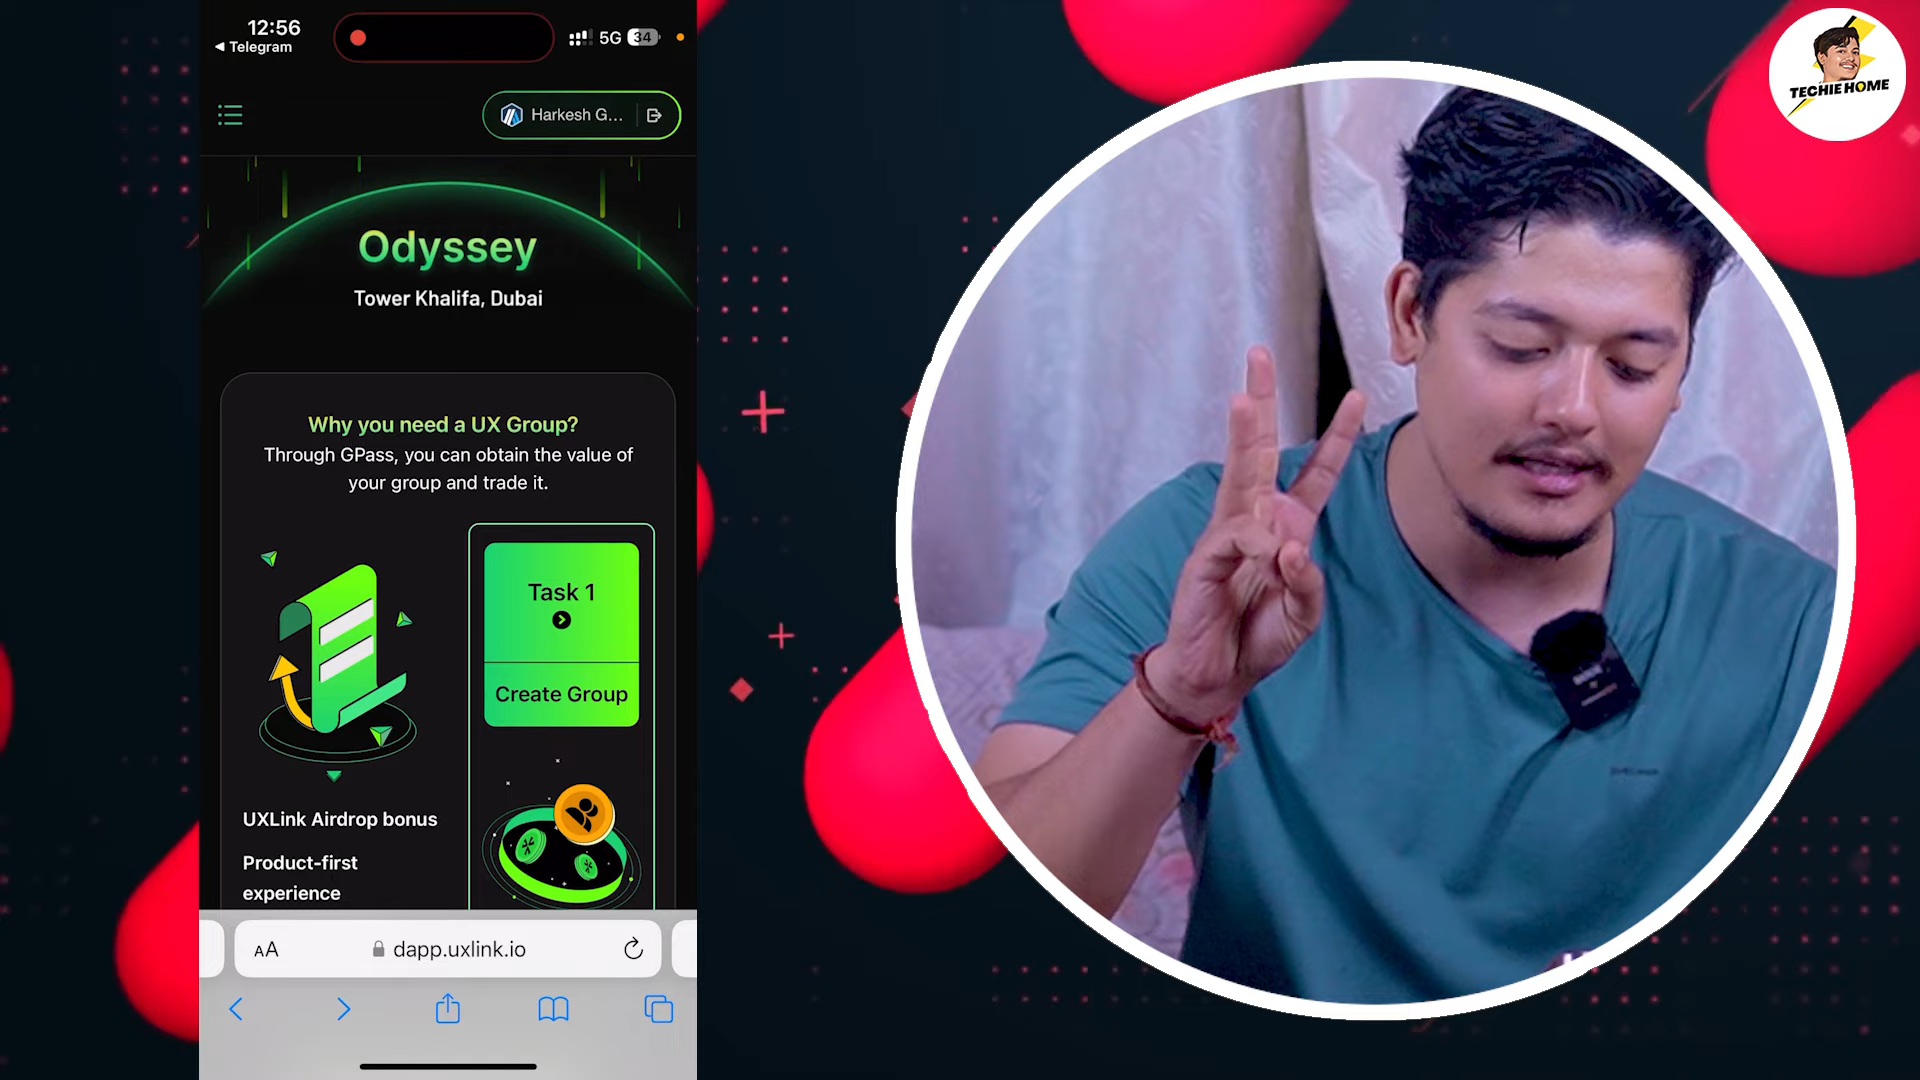 12:56
5G
34
◀ Telegram
Harkesh G...
TECHIE HOME
Odyssey
Tower Khalifa, Dubai
Why you need a UX Group?
Through GPass, you can obtain the value of
your group and trade it.
Task 1
Create Group
UXLink Airdrop bonus
Product-first
experience
AA
dapp.uxlink.io